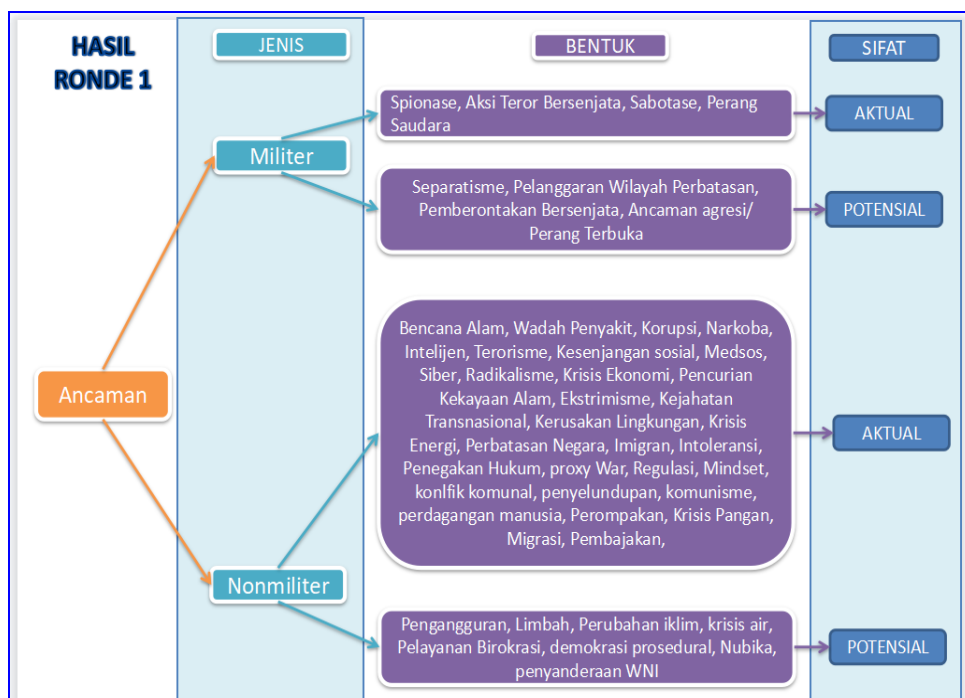 HASIL
RONDE 1
JENIS
BENTUK
SIFAT
Spionase, Aksi Teror Bersenjata, Sabotase, Perang
Saudara
AKTUAL
Militer
Separatisme, Pelanggaran Wilayah Perbatasan,
Pemberontakan Bersenjata, Ancaman agresi/
Perang Terbuka
POTENSIAL
Ancaman
Bencana Alam, Wadah Penyakit, Korupsi, Narkoba,
Intelijen, Terorisme, Kesenjangan sosial, Medsos,
Siber, Radikalisme, Krisis Ekonomi, Pencurian
Kekayaan Alam, Ekstrimisme, Kejahatan
Transnasional, Kerusakan Lingkungan, Krisis
Energi, Perbatasan Negara, Imigran, Intoleransi,
Penegakan Hukum, proxy War, Regulasi, Mindset,
konlfik komunal, penyelundupan, komunisme,
perdagangan manusia, Perompakan, Krisis Pangan,
Migrasi, Pembajakan,
AKTUAL
Nonmiliter
Pengangguran, Limbah, Perubahan iklim, krisis air,
Pelayanan Birokrasi, demokrasi prosedural, Nubika,
penyanderaan WNI
POTENSIAL